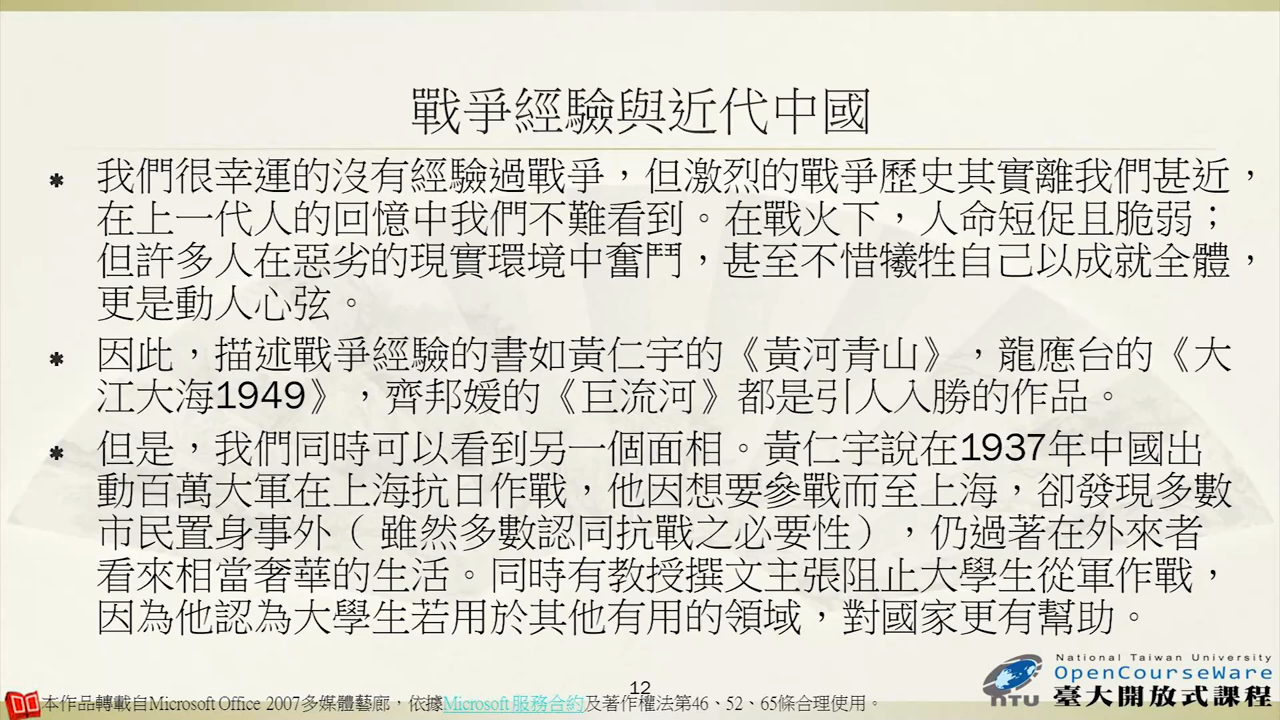 戰爭經驗與近代中國
我們很幸運的沒有經驗過戰爭，但激烈的戰爭歷史其實離我們甚近，
在上一代人的回憶中我們不難看到。在戰火下，人命短促且脆弱；
但許多人在惡劣的現實環境中奮鬥，甚至不惜犧牲自己以成就全體，
更是動人心弦。
因此，描述戰爭經驗的書如黃仁宇的《黃河青山》，龍應台的《大
江大海1949》，齊邦媛的《巨流河》都是引人入勝的作品。
但是，我們同時可以看到另一個面相。黃仁宇說在1937年中國出
動百萬大軍在上海抗日作戰，他因想要參戰而至上海，卻發現多數
市民置身事外（ 雖然多數認同抗戰之必要性），仍過著在外來者
看來相當奢華的生活。同時有教授撰文主張阻止大學生從軍作戰，
因為他認為大學生若用於其他有用的領域，對國家更有幫助。
12
本作品轉載自Microsoft Office 2007多媒體藝廊，依據Microsoft 服務合約及著作權法第46、52、65條合理使用。
NTU
National Taiwan University
OpenCourseWare
臺大開放式課程